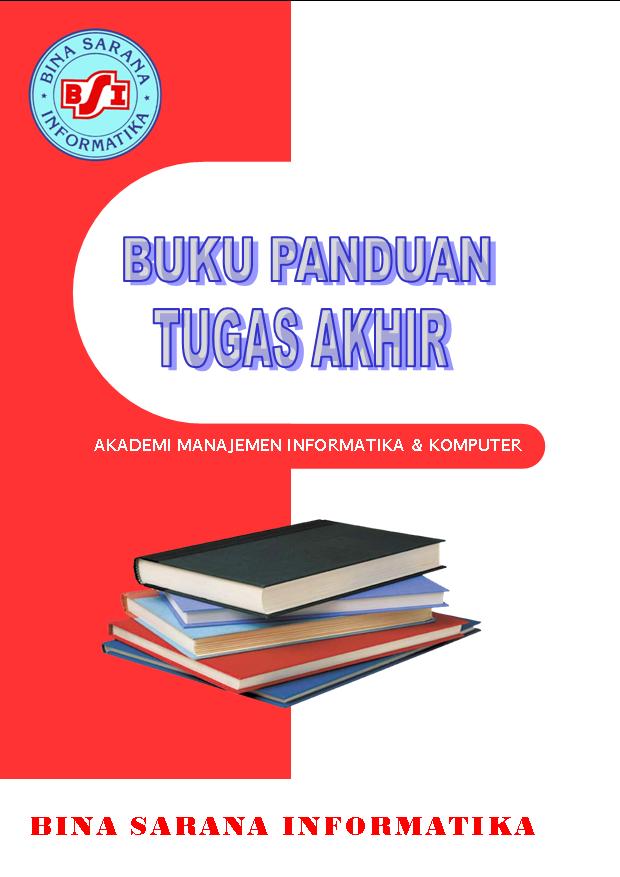 BINA SARANA
BSI
INFORMATIKA
BUKU PANDUAN
TUGAS AKHIR
AKADEMI MANAJEMEN INFORMATIKA & KOMPUTER
BINA SARANA INFORMATIKA